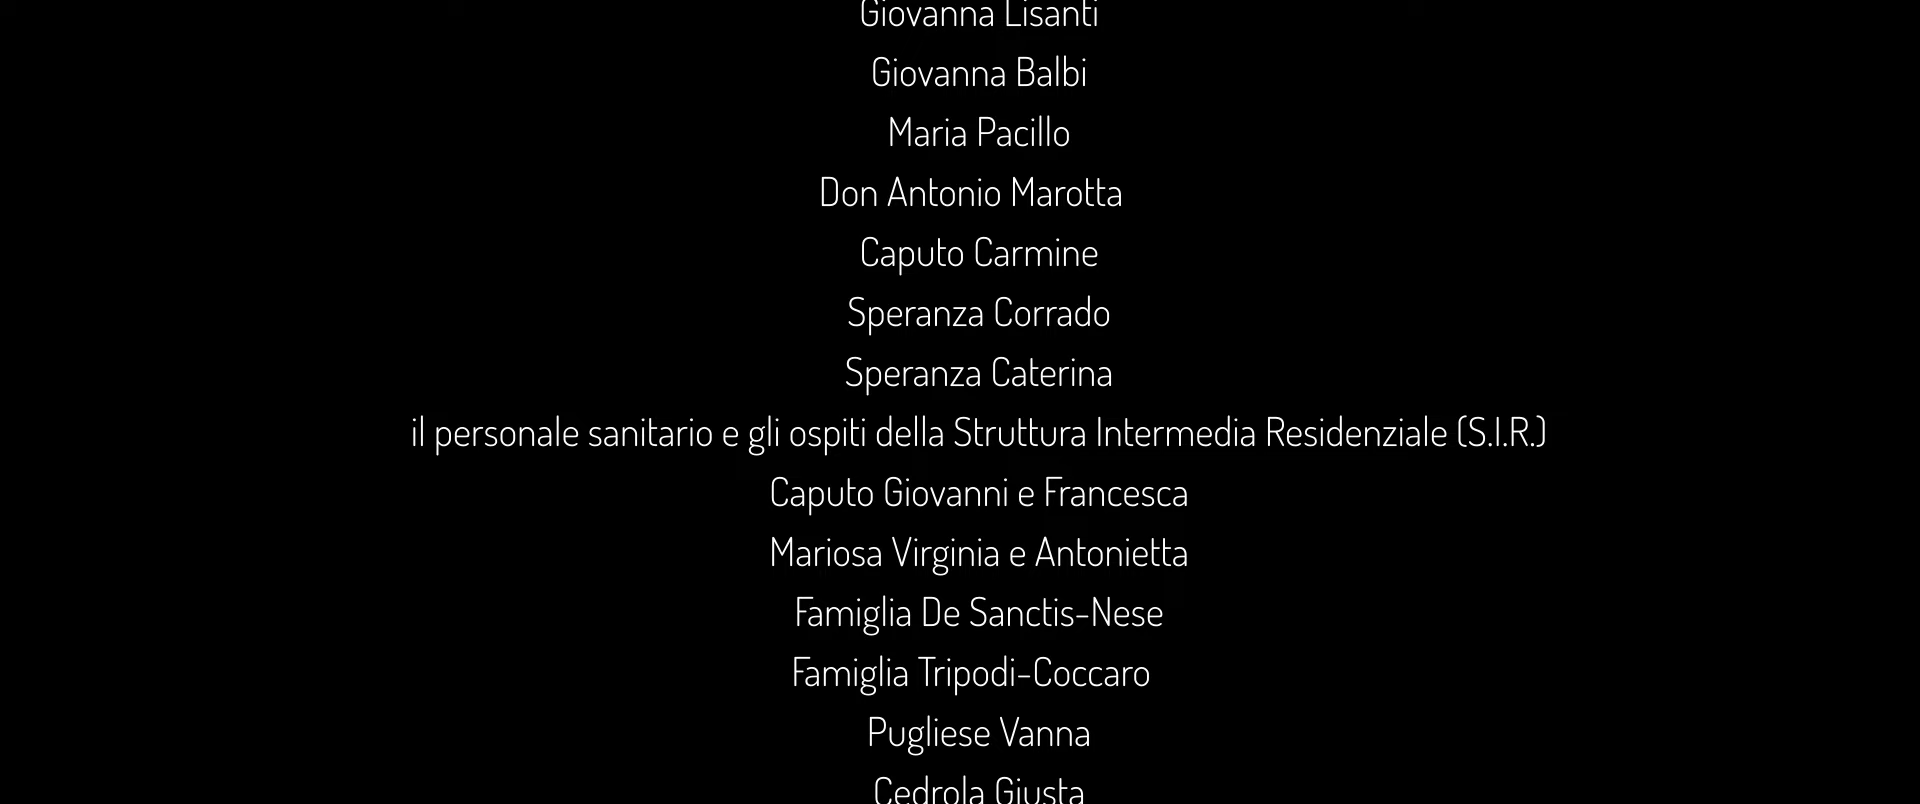 Giovanna Lisanti
Giovanna Balbi
Maria Pacillo
Don Antonio Marotta
Caputo Carmine
Speranza Corrado
Speranza Caterina
il personale sanitario e gli ospiti della Struttura Intermedia Residenziale (S.I.R.)
Caputo Giovanni e Francesca
Mariosa Virginia e Antonietta
Famiglia De Sanctis-Nese
Famiglia Tripodi-Coccaro
Pugliese Vanna
Cedrola Giusta